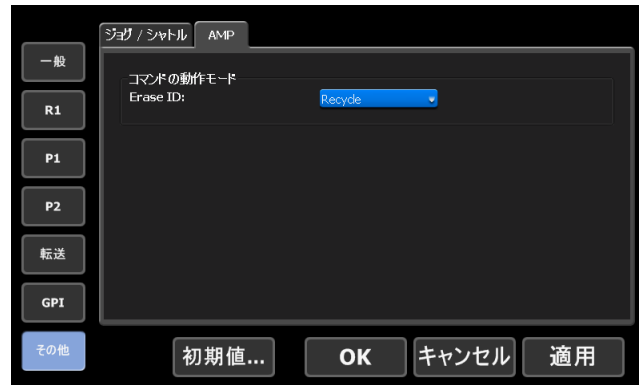 ジョグ / シャトル AMP
一般
コマンドの動作モード
Erase ID: Recycle
R1
P1
P2
転送
GPI
その他
初期値... OK キャンセル 適用